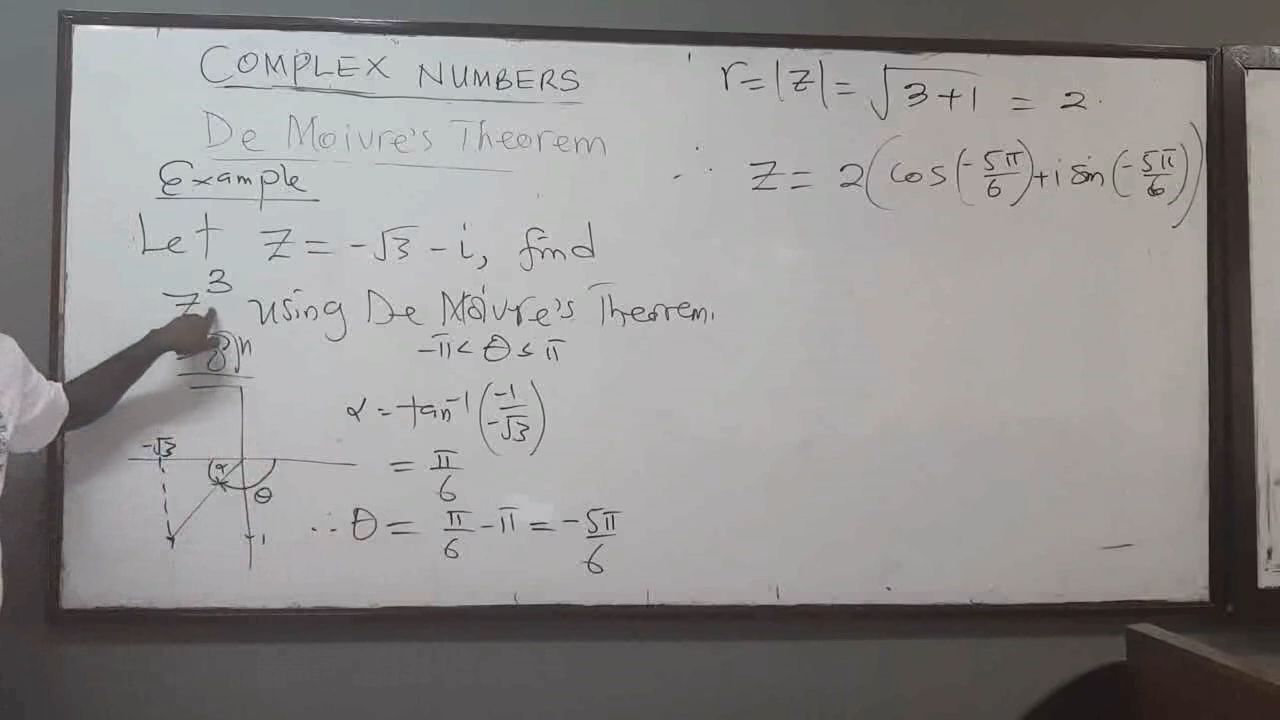 COMPLEX NUMBERS
De Moivre's Theorem
Example
Let Z = -√3 - i, find
Z³ using De Moivre's Theorem.
-π < θ ≤ π
α = tan⁻¹(-1/-√3)
= π/6
∴ θ = π/6 - π = -5π/6
-√3
α
θ
r = |Z| = √(3+1) = 2.
∴ Z = 2(cos(-5π/6) + i sin(-5π/6))